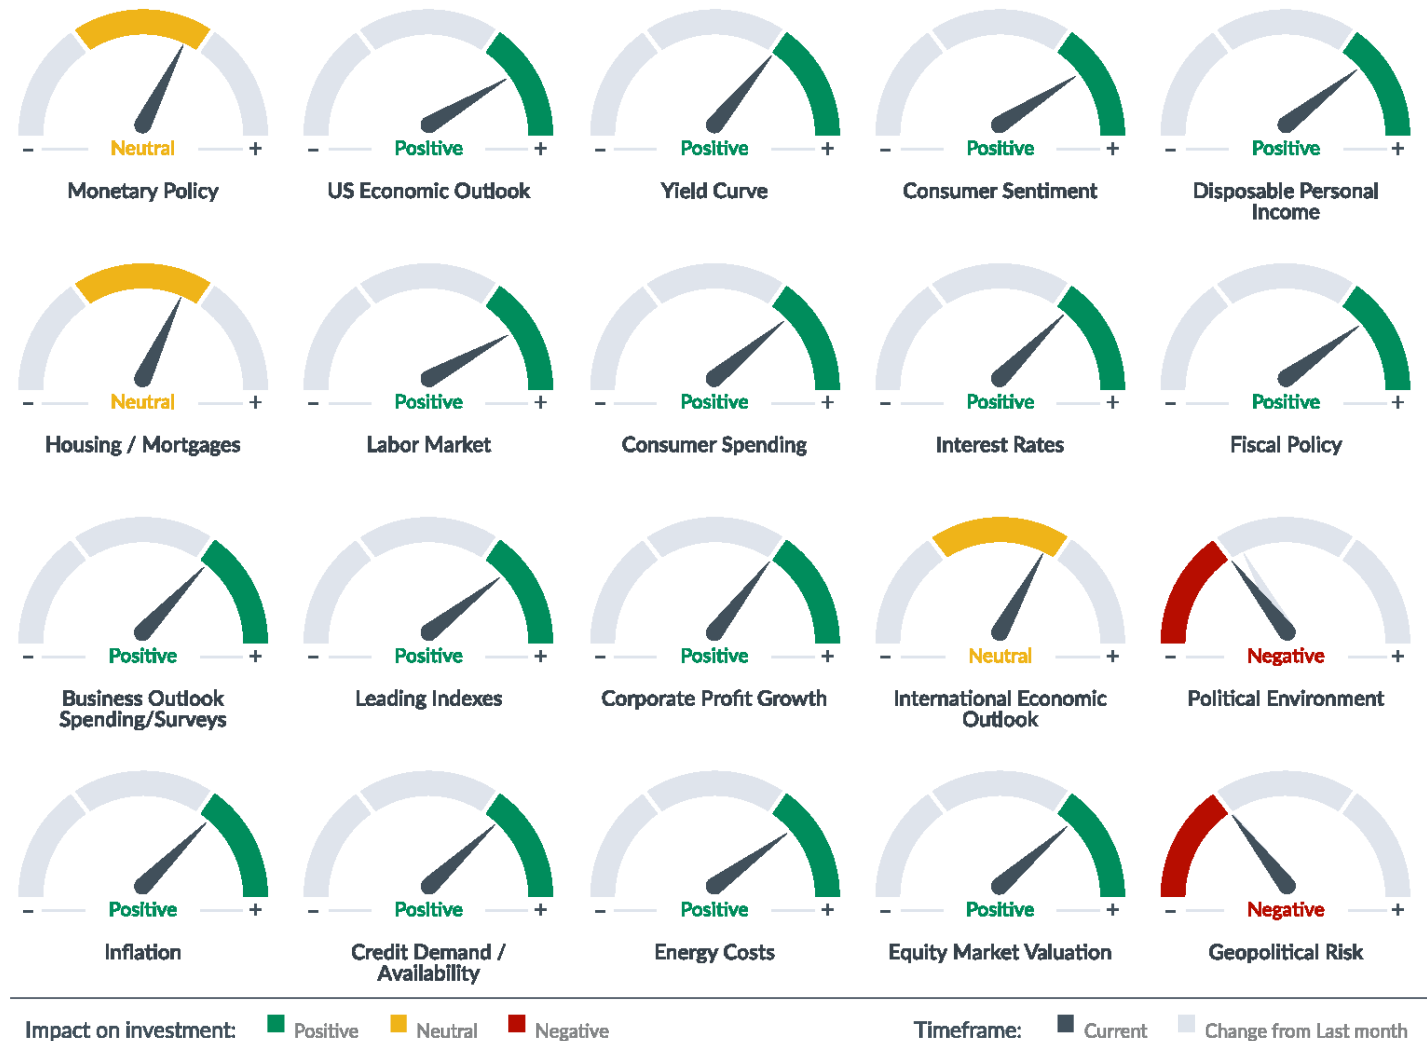 - Neutral +
- Positive +
- Positive +
- Positive +
- Positive +
Monetary Policy
US Economic Outlook
Yield Curve
Consumer Sentiment
Disposable Personal
Income
- Neutral +
- Positive +
- Positive +
- Positive +
- Positive +
Housing / Mortgages
Labor Market
Consumer Spending
Interest Rates
Fiscal Policy
- Positive +
- Positive +
- Positive +
- Neutral +
- Negative +
Business Outlook
Spending/Surveys
Leading Indexes
Corporate Profit Growth
International Economic
Outlook
Political Environment
- Positive +
- Positive +
- Positive +
- Positive +
- Negative +
Inflation
Credit Demand /
Availability
Energy Costs
Equity Market Valuation
Geopolitical Risk
Impact on investment: Positive Neutral Negative
Timeframe: Current Change from Last month